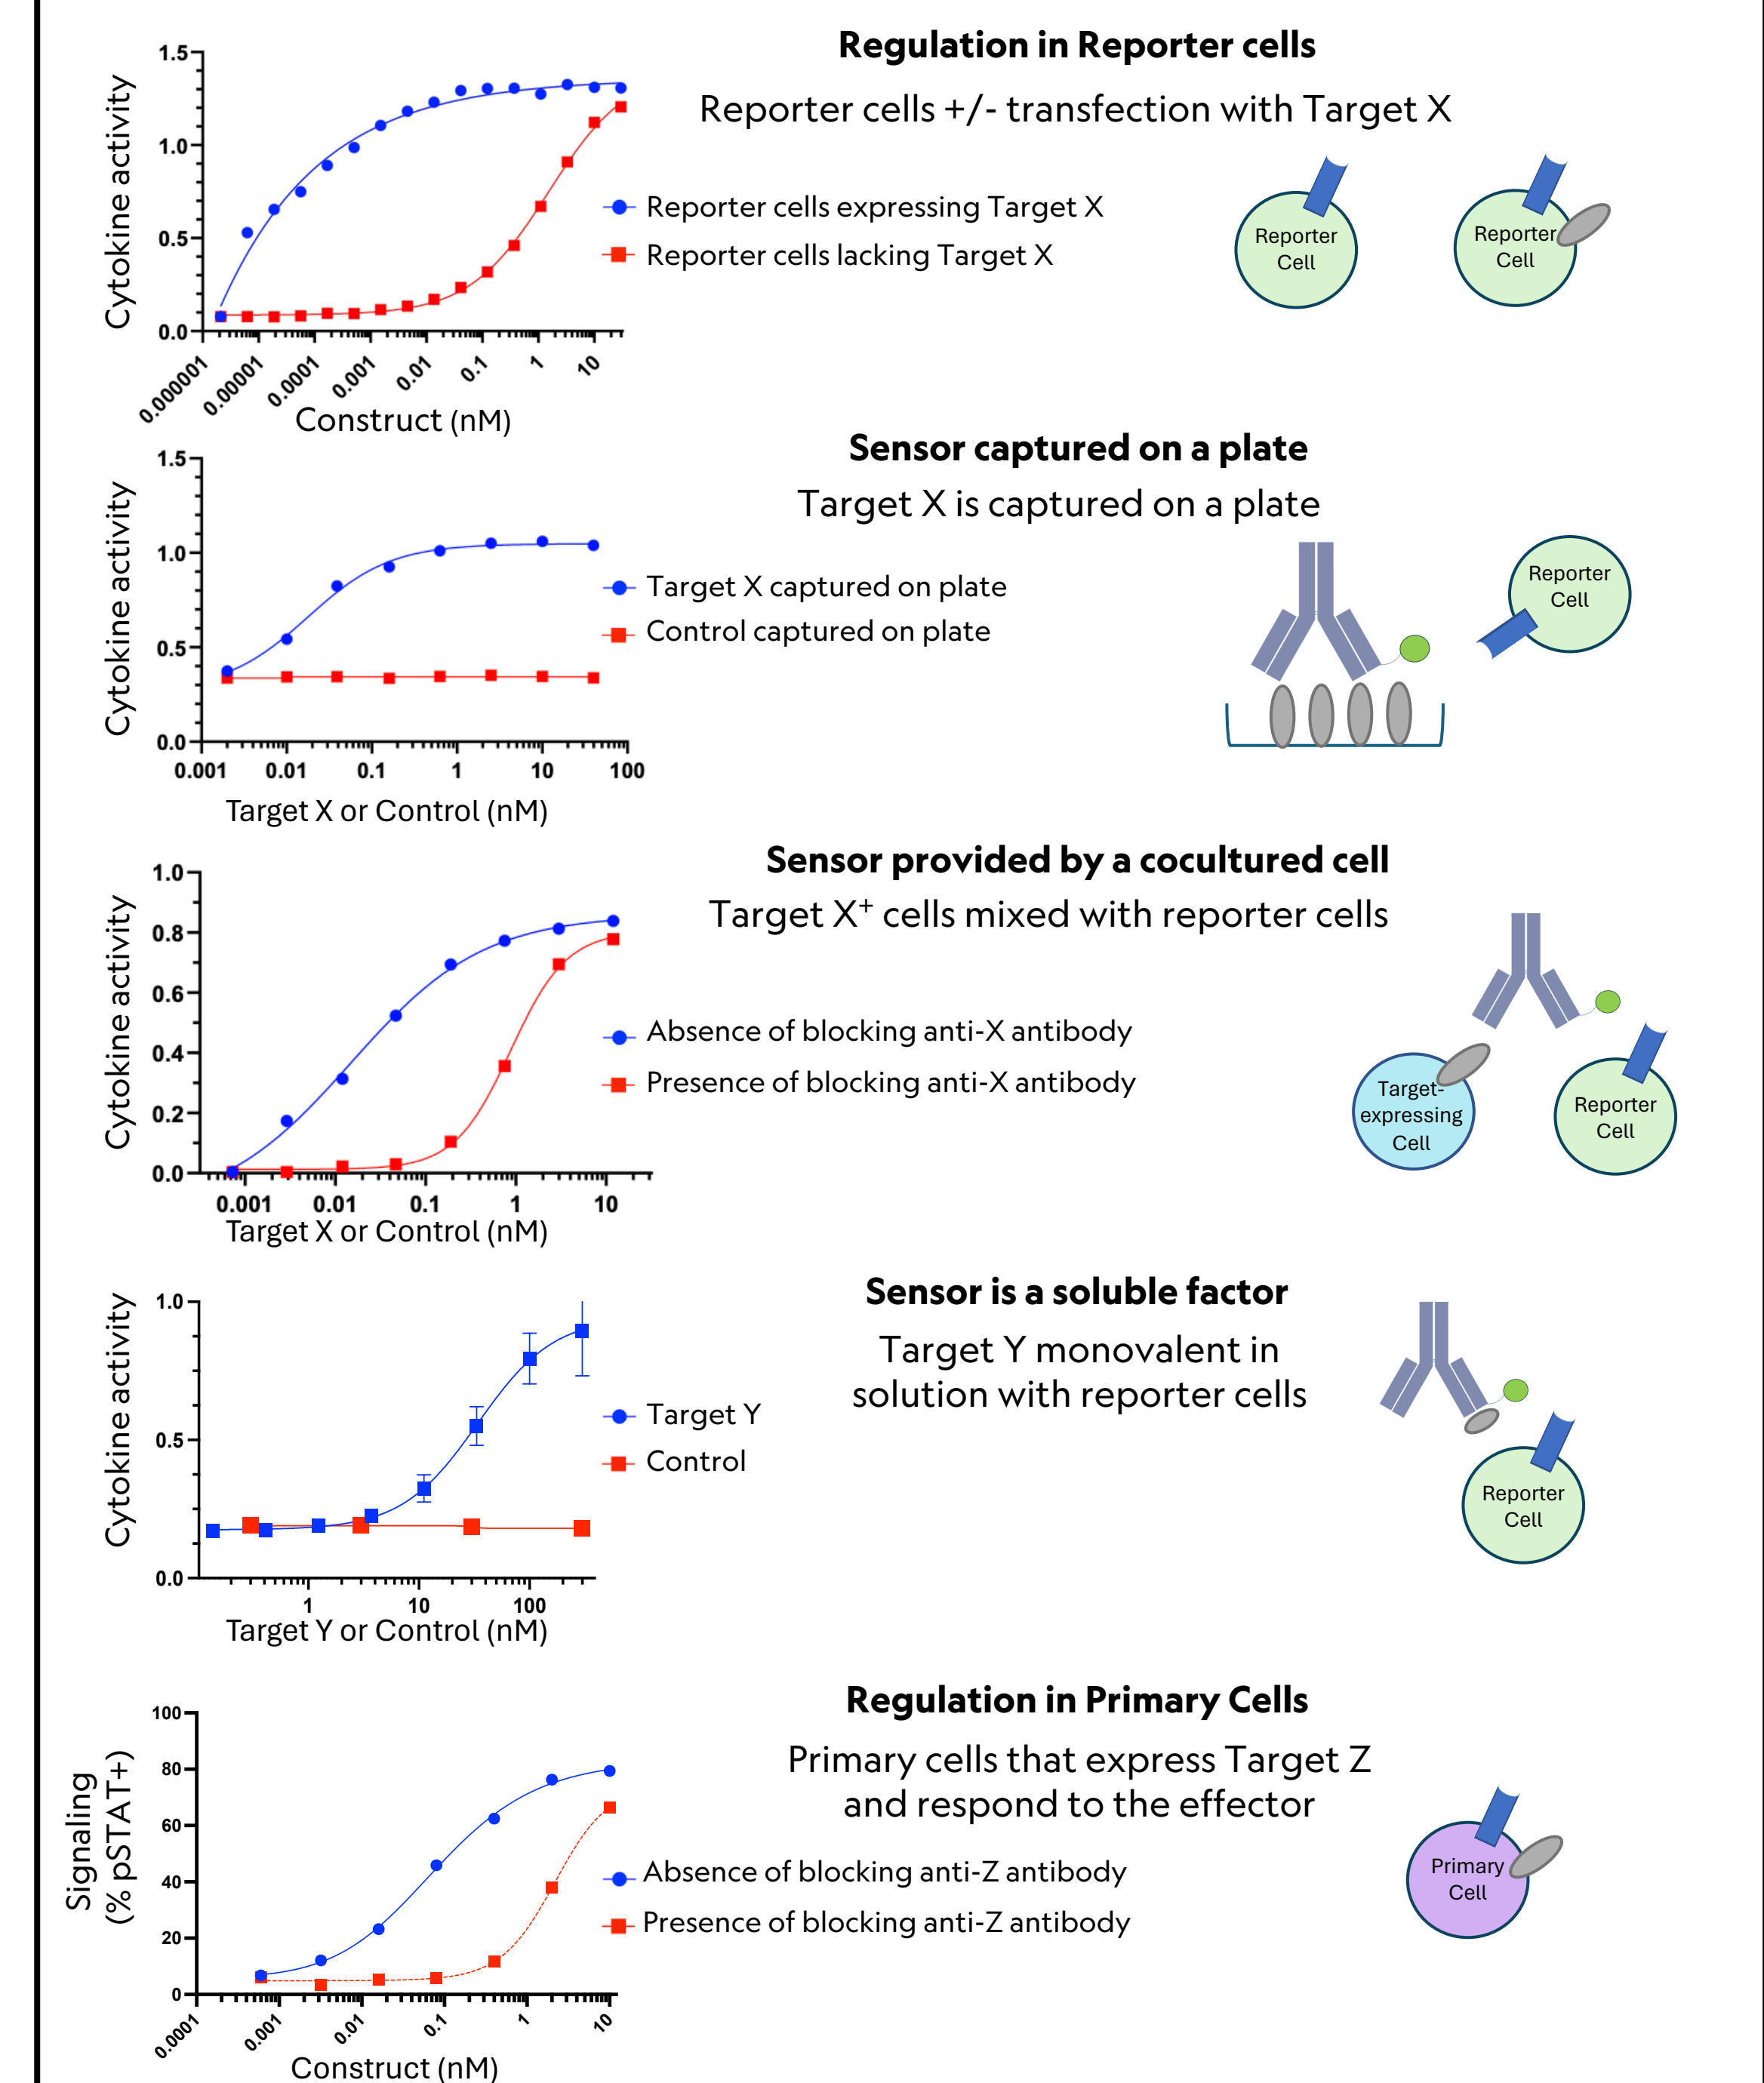 Regulation in Reporter cells
Reporter cells +/- transfection with Target X
Cytokine activity
1.5
1.0
0.5
0.0
0.000001
0.00001
0.0001
0.001
0.01
0.1
1
10
Construct (nM)
Reporter cells expressing Target X
Reporter cells lacking Target X
Reporter
Cell
Reporter
Cell
Sensor captured on a plate
Target X is captured on a plate
Cytokine activity
1.5
1.0
0.5
0.0
0.001
0.01
0.1
1
10
100
Target X or Control (nM)
Target X captured on plate
Control captured on plate
Reporter
Cell
Sensor provided by a cocultured cell
Target X⁺ cells mixed with reporter cells
Cytokine activity
1.0
0.8
0.6
0.4
0.2
0.0
0.001
0.01
0.1
1
10
Target X or Control (nM)
Absence of blocking anti-X antibody
Presence of blocking anti-X antibody
Target-
expressing
Cell
Reporter
Cell
Sensor is a soluble factor
Target Y monovalent in
solution with reporter cells
Cytokine activity
1.0
0.5
0.0
1
10
100
Target Y or Control (nM)
Target Y
Control
Reporter
Cell
Regulation in Primary Cells
Primary cells that express Target Z
and respond to the effector
Signaling
(% pSTAT+)
100
80
60
40
20
0
0.0001
0.001
0.01
0.1
1
10
Construct (nM)
Absence of blocking anti-Z antibody
Presence of blocking anti-Z antibody
Primary
Cell